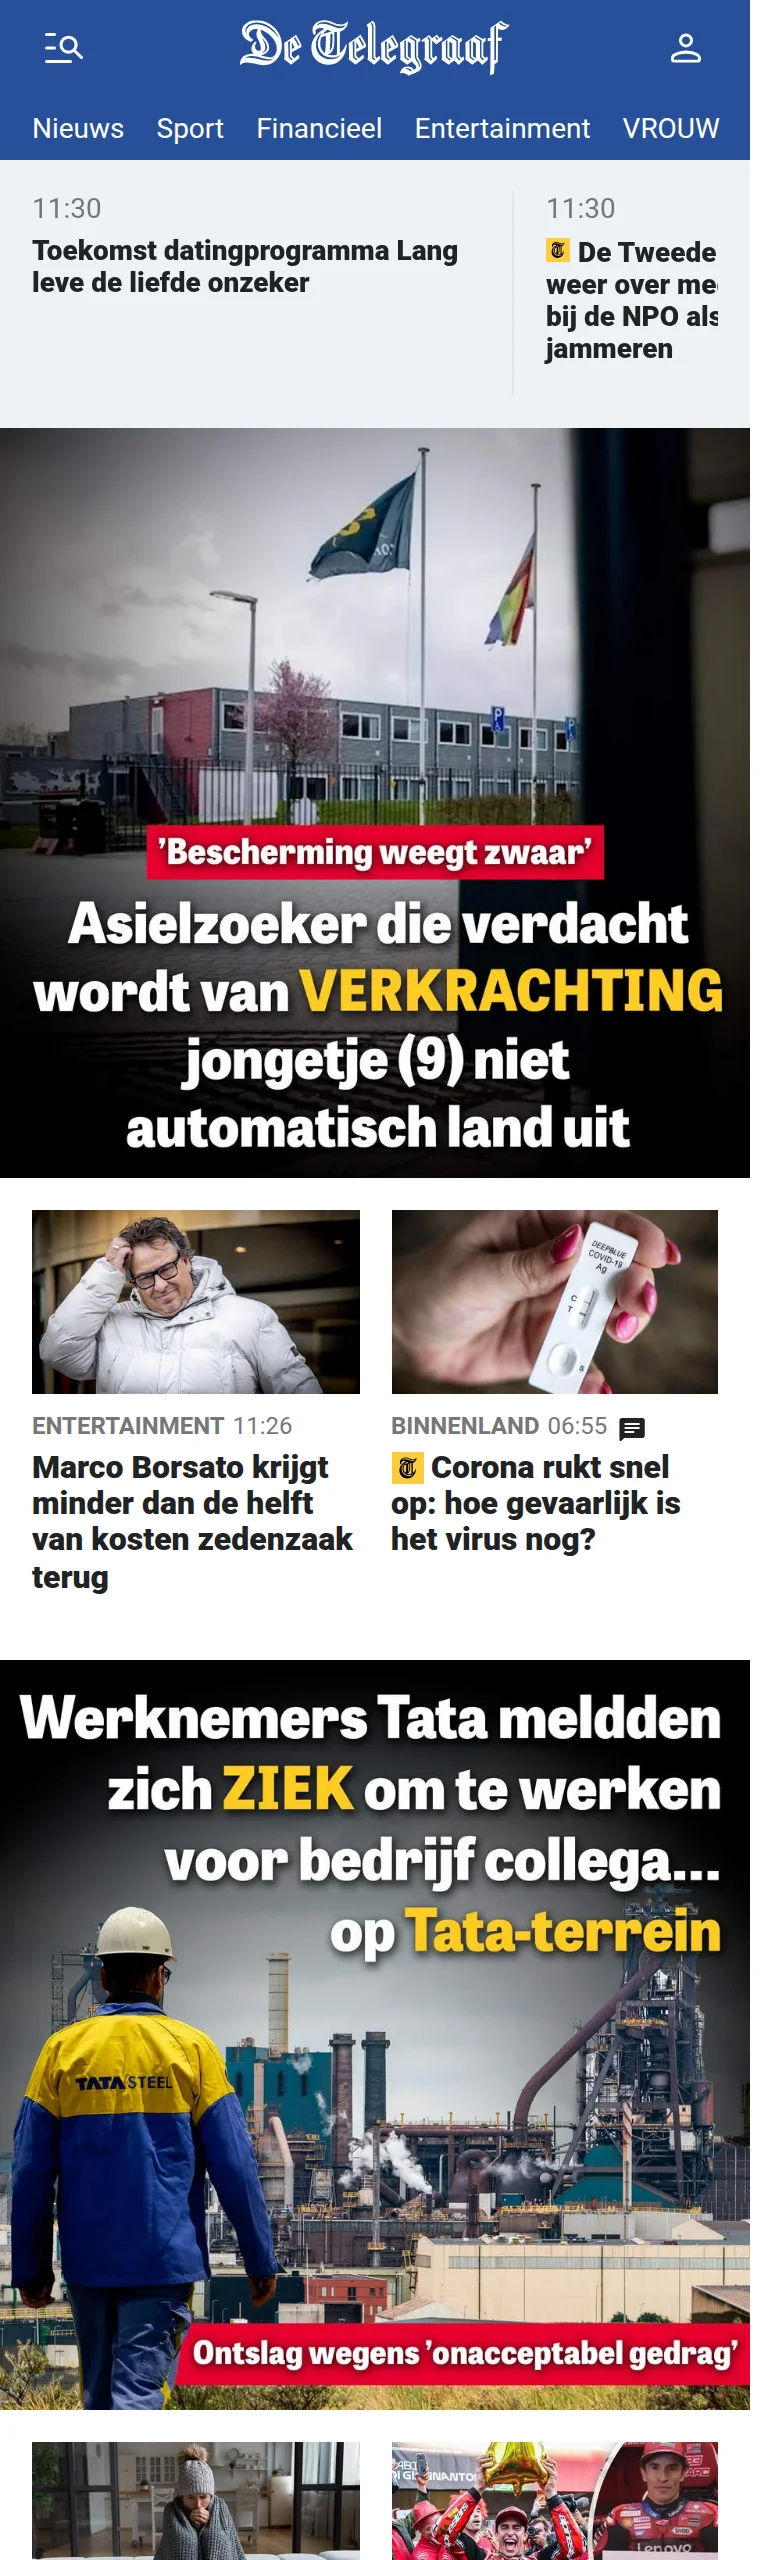 De Telegraaf
Nieuws Sport Financieel Entertainment VROUW
11:30
Toekomst datingprogramma Lang
leve de liefde onzeker
11:30
De Tweede
weer over me
bij de NPO als
jammeren
'Bescherming weegt zwaar'
Asielzoeker die verdacht
wordt van VERKRACHTING
jongetje (9) niet
automatisch land uit
DEEPBLUE
COVID-19
Ag
C
T
S
ENTERTAINMENT 11:26
Marco Borsato krijgt
minder dan de helft
van kosten zedenzaak
terug
BINNENLAND 06:55
Corona rukt snel
op: hoe gevaarlijk is
het virus nog?
Werknemers Tata meldden
zich ZIEK om te werken
voor bedrijf collega...
op Tata-terrein
TATA STEEL
Ontslag wegens 'onacceptabel gedrag'
Lenovo